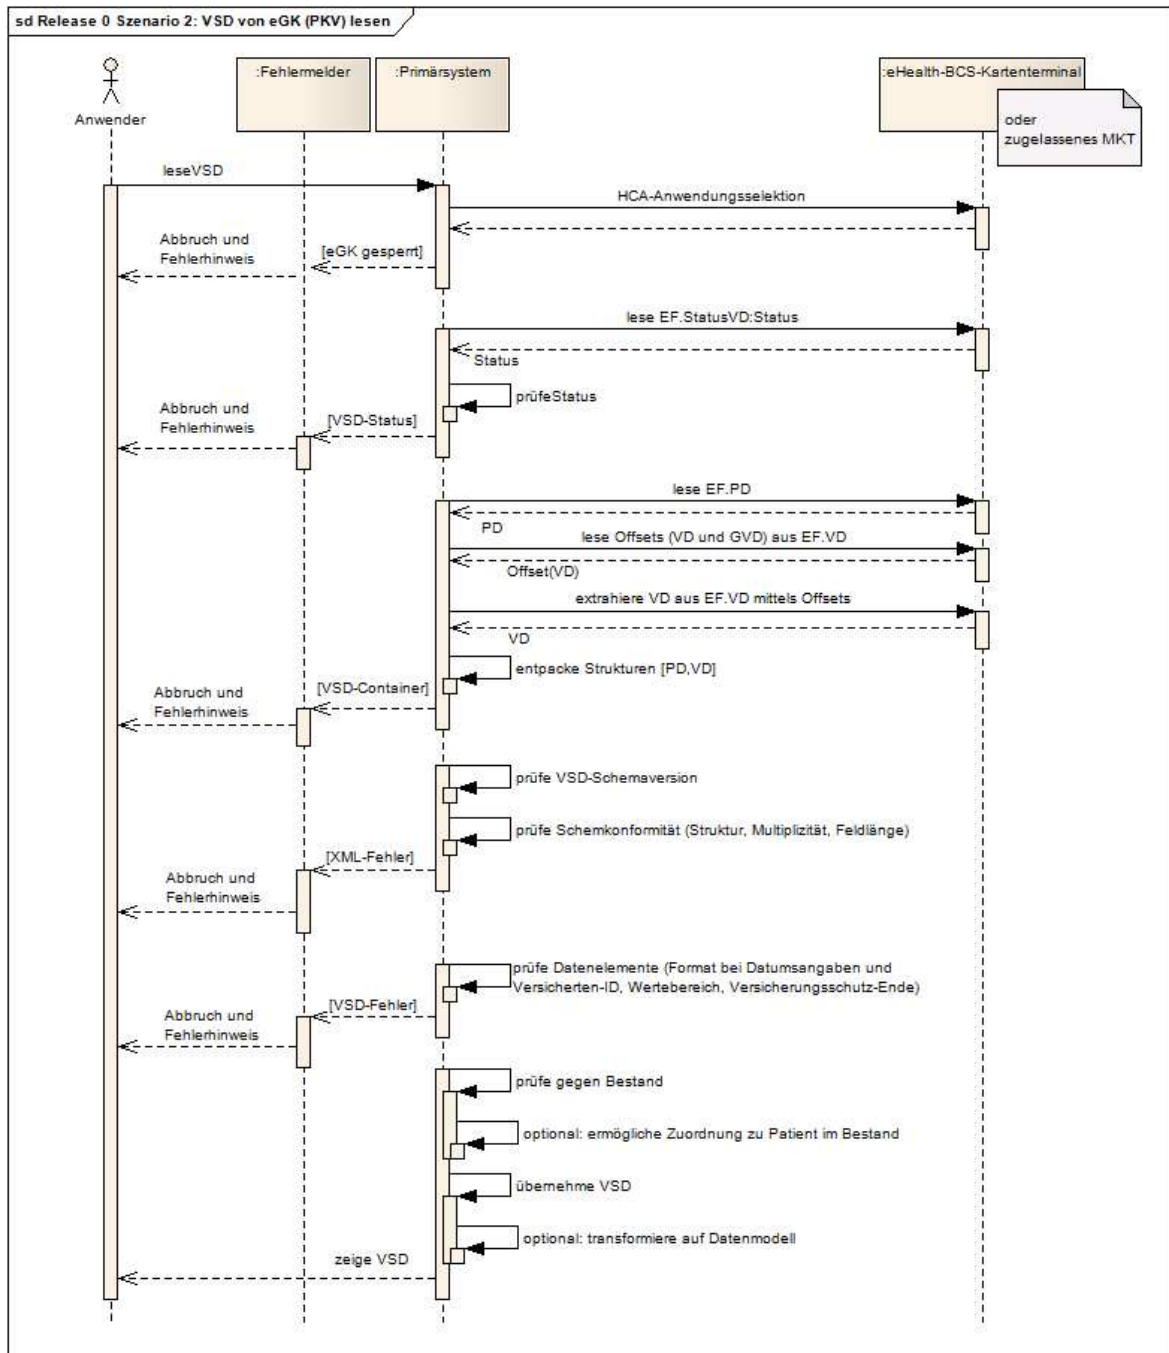 sd Release 0 Szenario 2: VSD von eGK (PKV) lesen
:Fehlermelder
:Primärsystem
:eHealth-BCS-Kartenterminal
oder
zugelassenes MKT
Anwender
leseVSD
HCA-Anwendungsselektion
Abbruch und
Fehlerhinweis
[eGK gesperrt]
lese EF.StatusVD:Status
Status
prüfeStatus
Abbruch und
Fehlerhinweis
[VSD-Status]
lese EF.PD
PD
lese Offsets (VD und GVD) aus EF.VD
Offset(VD)
extrahiere VD aus EF.VD mittels Offsets
VD
entpacke Strukturen [PD,VD]
Abbruch und
Fehlerhinweis
[VSD-Container]
prüfe VSD-Schemaversion
prüfe Schemkonformität (Struktur, Multiplizität, Feldlänge)
[XML-Fehler]
Abbruch und
Fehlerhinweis
prüfe Datenelemente (Format bei Datumsangaben und
Versicherten-ID, Wertebereich, Versicherungsschutz-Ende)
[VSD-Fehler]
Abbruch und
Fehlerhinweis
prüfe gegen Bestand
optional: ermögliche Zuordnung zu Patient im Bestand
übernehme VSD
optional: transformiere auf Datenmodell
zeige VSD